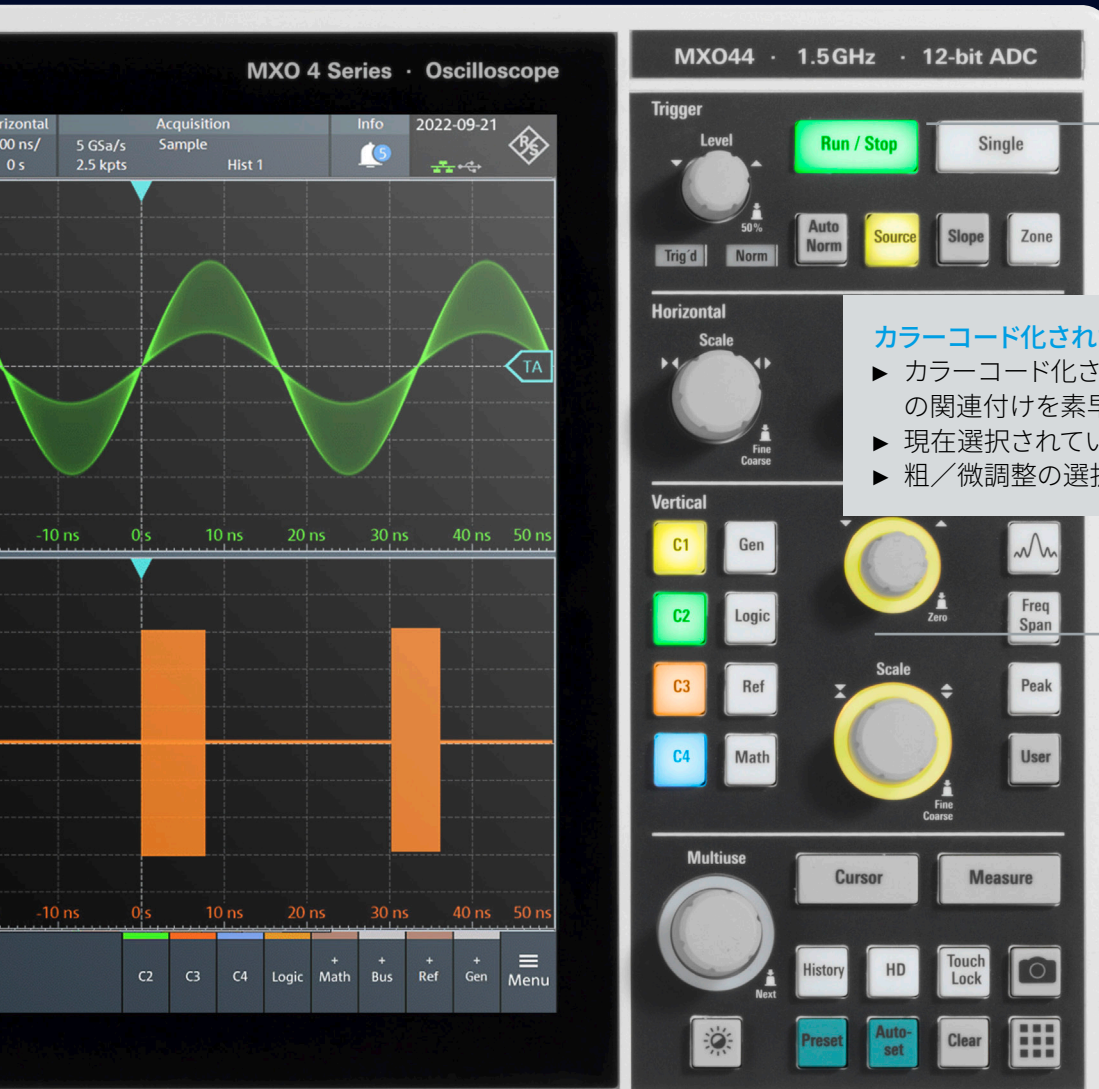 MXO 4 Series · Oscilloscope
MXO44 · 1.5GHz · 12-bit ADC
Acquisition
Info
2022-09-21
5 GSa/s
Sample
5
0 s
2.5 kpts
Hist 1
R&S
TA
-10 ns 0 s 10 ns 20 ns 30 ns 40 ns 50 ns
-10 ns 0 s 10 ns 20 ns 30 ns 40 ns 50 ns
C2
C3
C4
Logic
+
Math
+
Bus
+
Ref
+
Gen
Menu
Trigger
Level
Run / Stop
Single
50%
Trig'd
Norm
Auto
Norm
Source
Slope
Zone
Horizontal
Scale
Fine
Coarse
カラーコード化され
► カラーコード化さ
の関連付けを素早
► 現在選択されてい
► 粗／微調整の選択
Vertical
C1
Gen
C2
Logic
Zero
Freq
Span
C3
Ref
Scale
Peak
C4
Math
User
Fine
Coarse
Multiuse
Cursor
Measure
Next
History
HD
Touch
Lock
Preset
Auto-
set
Clear